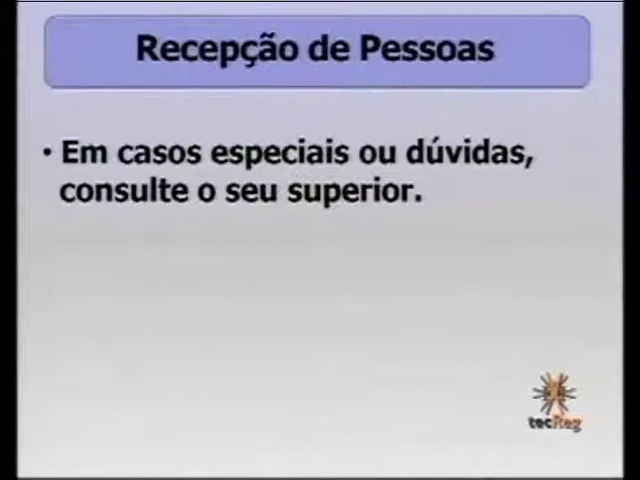 Recepção de Pessoas
• Em casos especiais ou dúvidas,
consulte o seu superior.
tecReg